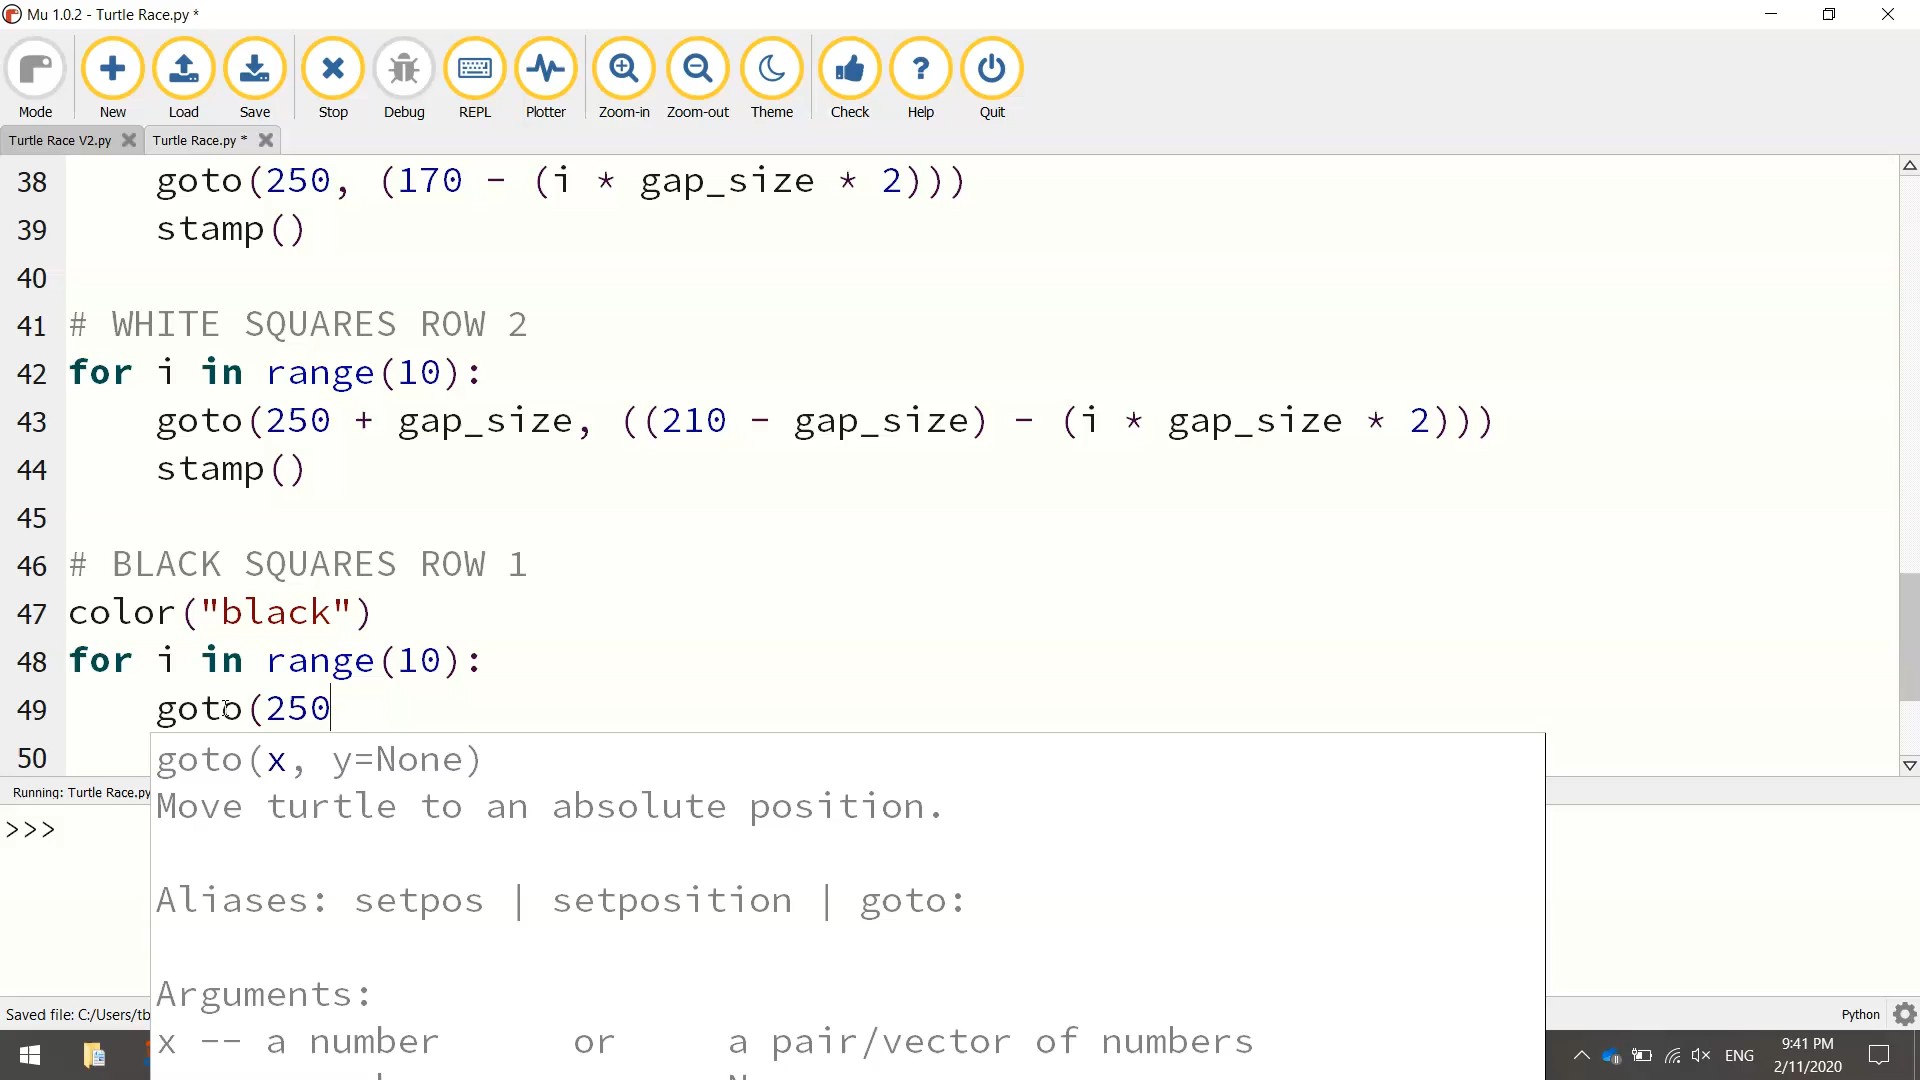 Mu 1.0.2 - Turtle Race.py *
Mode New Load Save Stop Debug REPL Plotter Zoom-in Zoom-out Theme Check Help Quit
Turtle Race V2.py Turtle Race.py *
38 goto(250, (170 - (i * gap_size * 2)))
39 stamp()
40
41 # WHITE SQUARES ROW 2
42 for i in range(10):
43 goto(250 + gap_size, ((210 - gap_size) - (i * gap_size * 2)))
44 stamp()
45
46 # BLACK SQUARES ROW 1
47 color("black")
48 for i in range(10):
49 goto(250
50
goto(x, y=None)
Running: Turtle Race.py
Move turtle to an absolute position.
>>>
Aliases: setpos | setposition | goto:
Arguments:
Saved file: C:/Users/tb
Python
x -- a number or a pair/vector of numbers
ENG
9:41 PM
2/11/2020